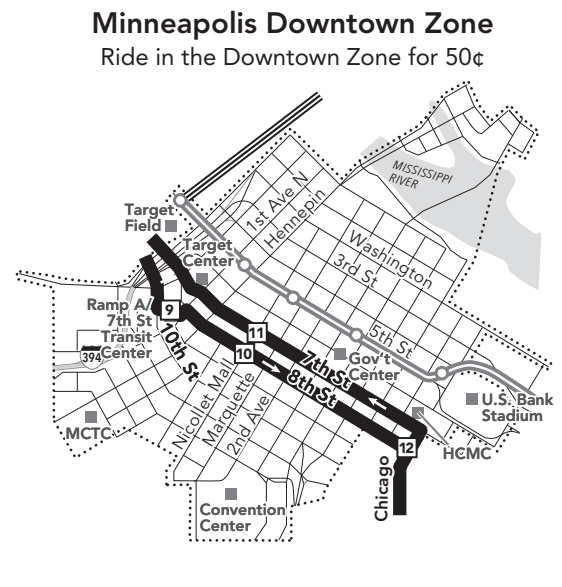 Minneapolis Downtown Zone
Ride in the Downtown Zone for 50¢
MISSISSIPPI
RIVER
1st Ave N
Hennepin
Target
Field
Target
Center
Washington
3rd St
Ramp A/
7th St
Transit
Center
9
10th St
11
10
5th St
394
7th St
8th St
Gov't
Center
Nicollet Mall
Marquette
2nd Ave
U.S. Bank
Stadium
MCTC
12
HCMC
Chicago
Convention
Center